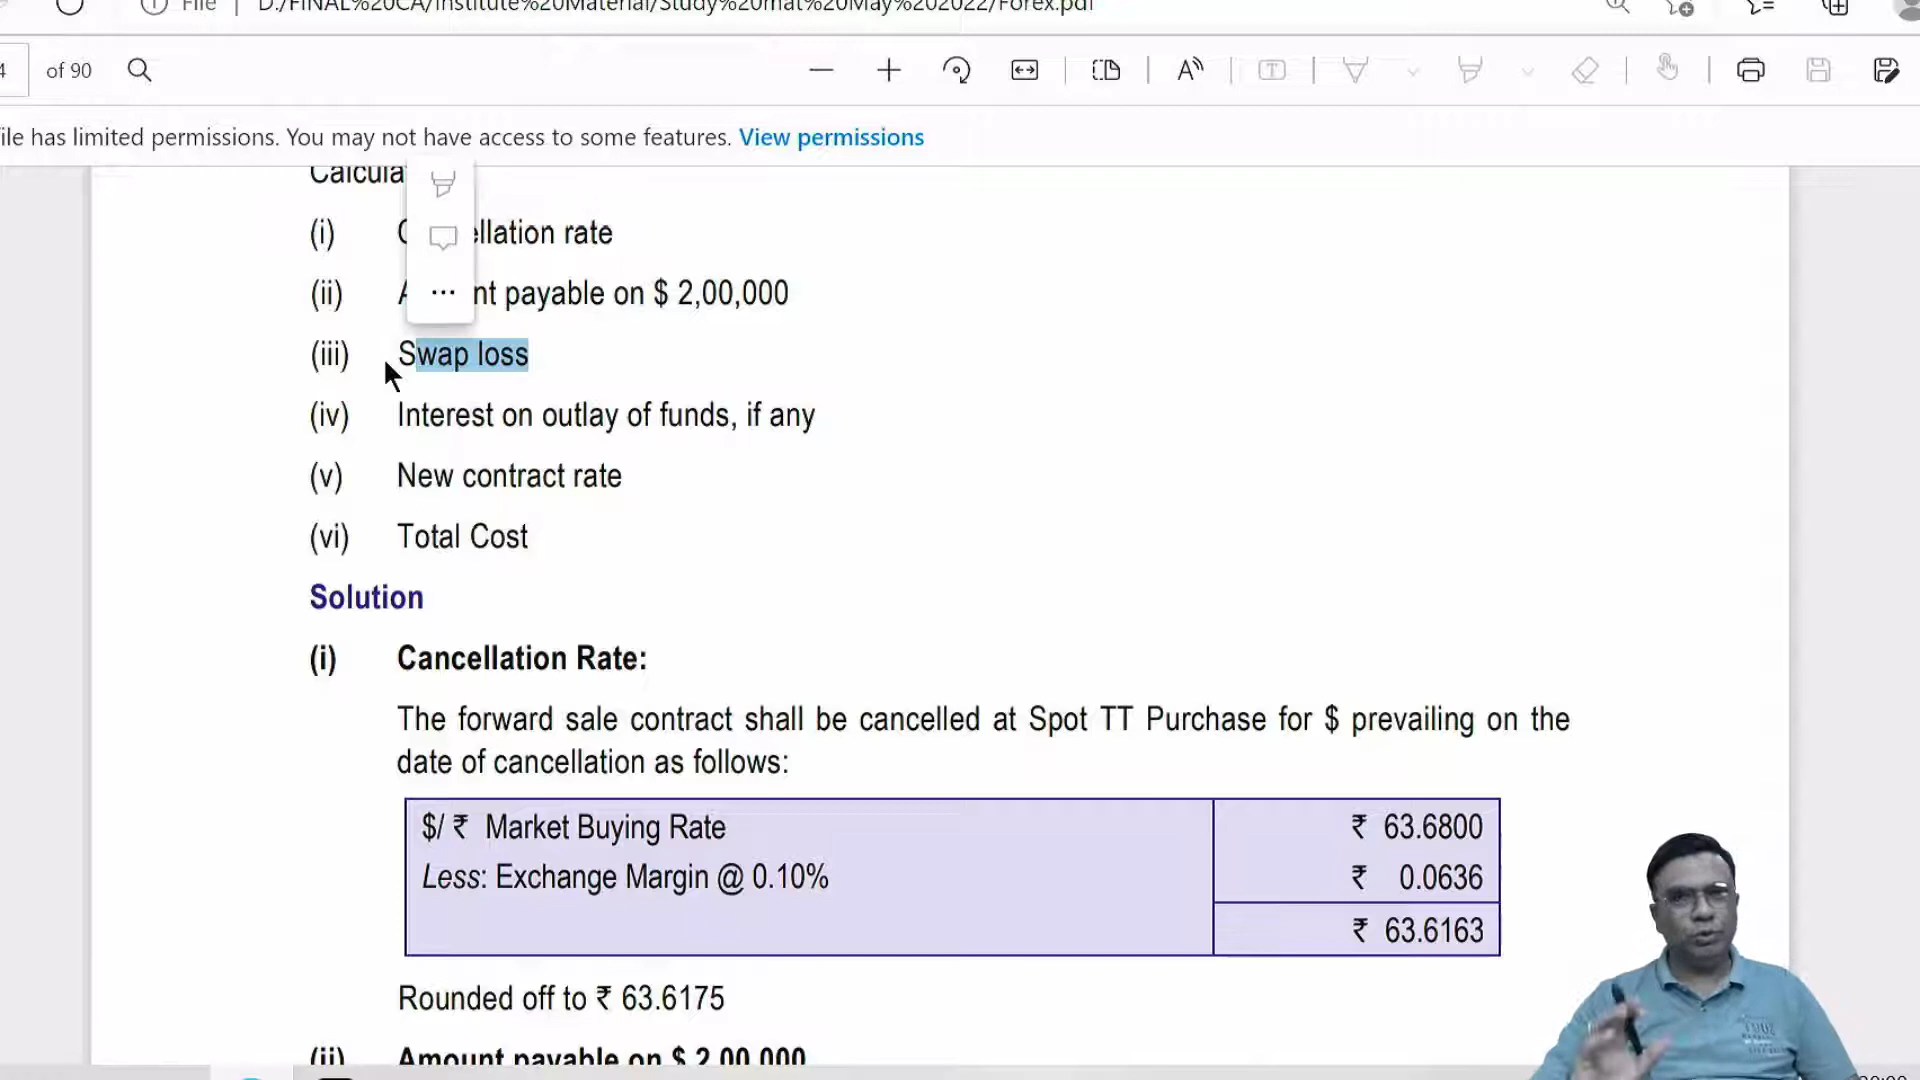 File | D:/FINAL%20CA/Institute%20Material/Study%20mat%20May%202022/Forex.pdf
4 of 90
ile has limited permissions. You may not have access to some features. View permissions
Calcula
(i) C ellation rate
(ii) A nt payable on $ 2,00,000
(iii) Swap loss
(iv) Interest on outlay of funds, if any
(v) New contract rate
(vi) Total Cost
Solution
(i) Cancellation Rate:
The forward sale contract shall be cancelled at Spot TT Purchase for $ prevailing on the
date of cancellation as follows:
$/ ₹ Market Buying Rate ₹ 63.6800
Less: Exchange Margin @ 0.10% ₹ 0.0636
₹ 63.6163
Rounded off to ₹ 63.6175
(ii) Amount payable on $ 2,00,000